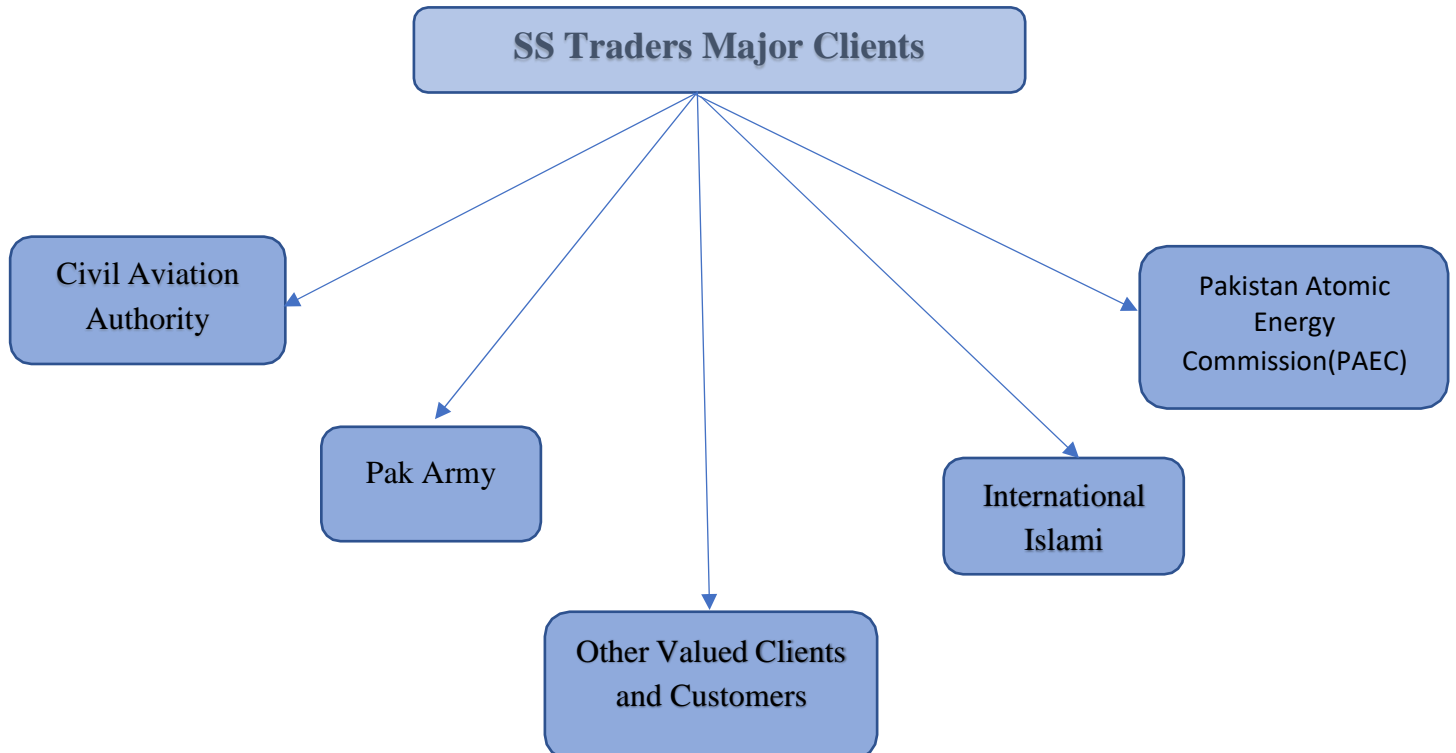 SS Traders Major Clients
Civil Aviation
Authority
Pakistan Atomic
Energy
Commission(PAEC)
Pak Army
International
Islami
Other Valued Clients
and Customers